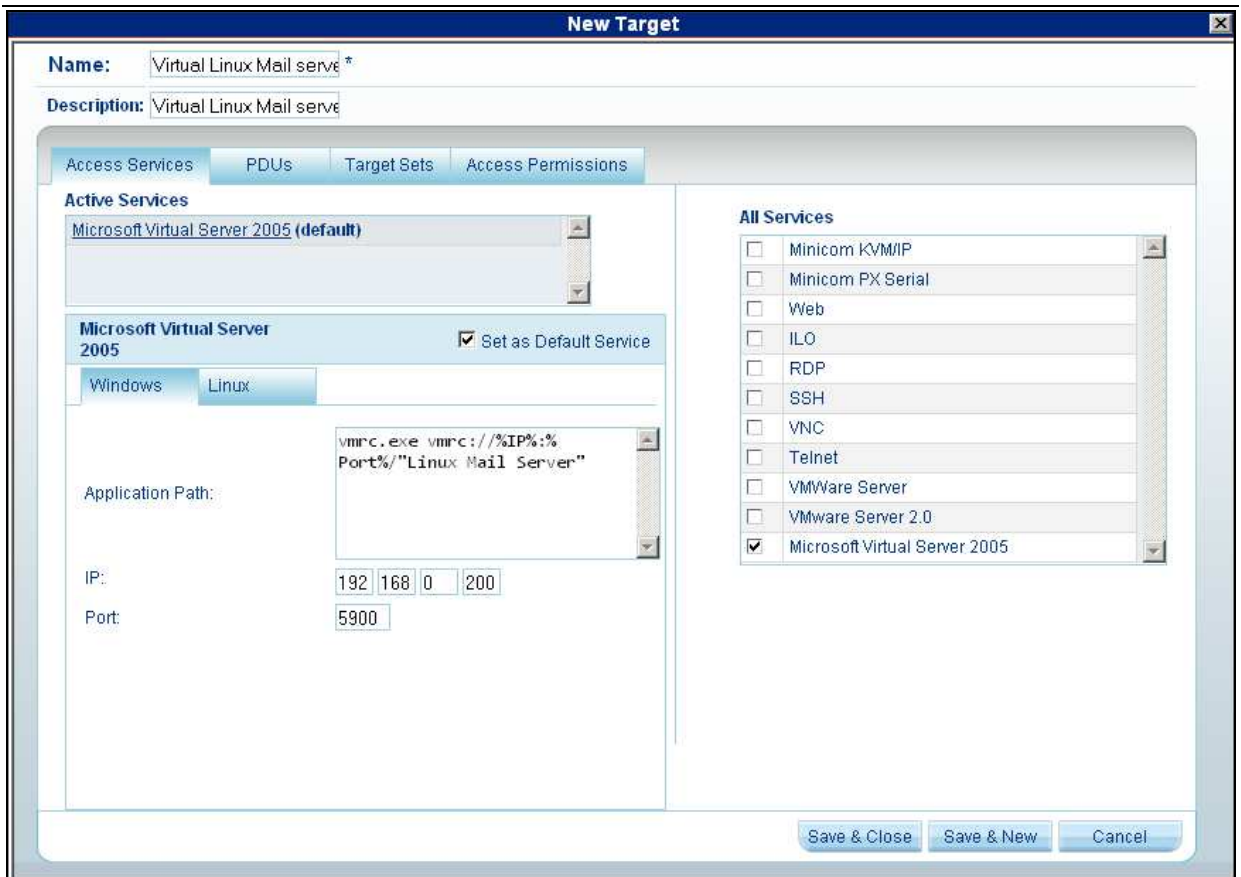 New Target
Name: Virtual Linux Mail serve *
Description: Virtual Linux Mail serve
Access Services PDUs Target Sets Access Permissions
Active Services
Microsoft Virtual Server 2005 (default)
Microsoft Virtual Server
2005
Set as Default Service
Windows Linux
Application Path:
vmrc.exe vmrc://%IP%:%
Port%/"Linux Mail Server"
IP: 192 168 0 200
Port: 5900
All Services
Minicom KVM/IP
Minicom PX Serial
Web
ILO
RDP
SSH
VNC
Telnet
VMWare Server
VMware Server 2.0
Microsoft Virtual Server 2005
Save & Close Save & New Cancel